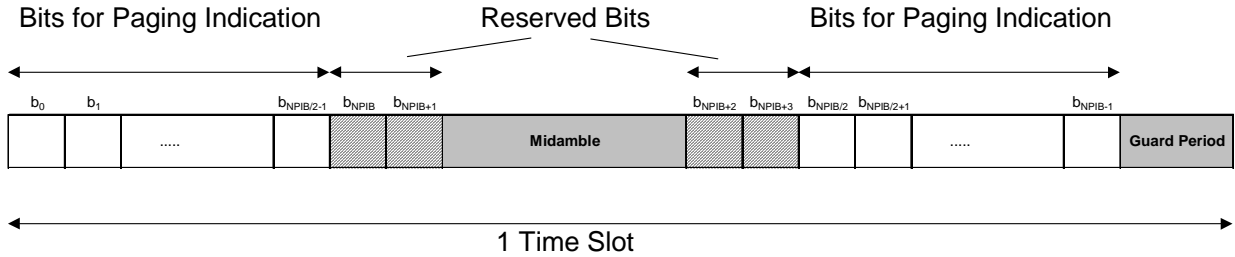 Bits for Paging Indication Reserved Bits Bits for Paging Indication
b0 b1 bNPIB/2-1 bNPIB bNPIB+1 bNPIB+2 bNPIB+3 bNPIB/2 bNPIB/2+1 bNPIB-1
..... Midamble ..... Guard Period
1 Time Slot